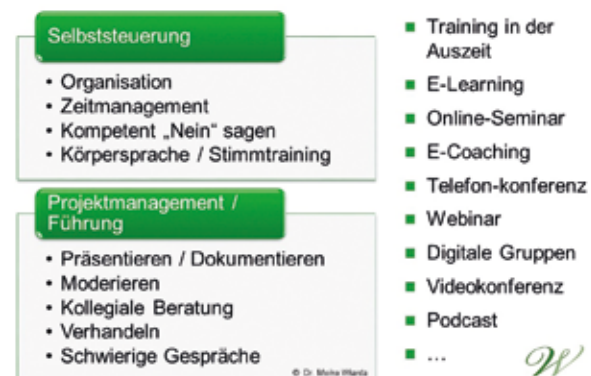 Selbststeuerung
• Organisation
• Zeitmanagement
• Kompetent „Nein“ sagen
• Körpersprache / Stimmtraining
Projektmanagement /
Führung
• Präsentieren / Dokumentieren
• Moderieren
• Kollegiale Beratung
• Verhandeln
• Schwierige Gespräche
© Dr.
Training in der
Auszeit
E-Learning
Online-Seminar
E-Coaching
Telefon-konferenz
Webinar
Digitale Gruppen
Videokonferenz
Podcast
...
W